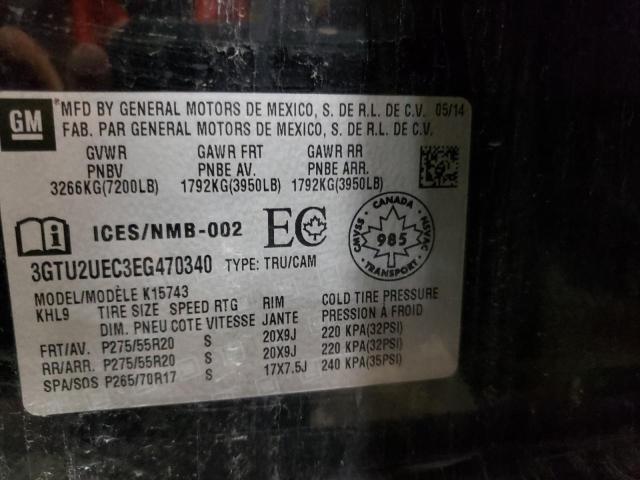 GM
*MFD BY GENERAL MOTORS DE MEXICO, S. DE R.L. DE C.V. 05/14
FAB. PAR GENERAL MOTORS DE MEXICO, S. DE R.L. DE C.V.
GVWR GAWR FRT GAWR RR
PNBV PNBE AV. PNBE ARR.
3266KG(7200LB) 1792KG(3950LB) 1792KG(3950LB)
ICES/NMB-002 EC
CANADA
CMVSS 985 NSVAC
TRANSPORT
3GTU2UEC3EG470340 TYPE: TRU/CAM
MODEL/MODÈLE K15743
KHL9 TIRE SIZE SPEED RTG RIM COLD TIRE PRESSURE
DIM. PNEU COTE VITESSE JANTE PRESSION À FROID
FRT/AV. P275/55R20 S 20X9J 220 KPA(32PSI)
RR/ARR. P275/55R20 S 20X9J 220 KPA(32PSI)
SPA/SOS P265/70R17 S 17X7.5J 240 KPA(35PSI)